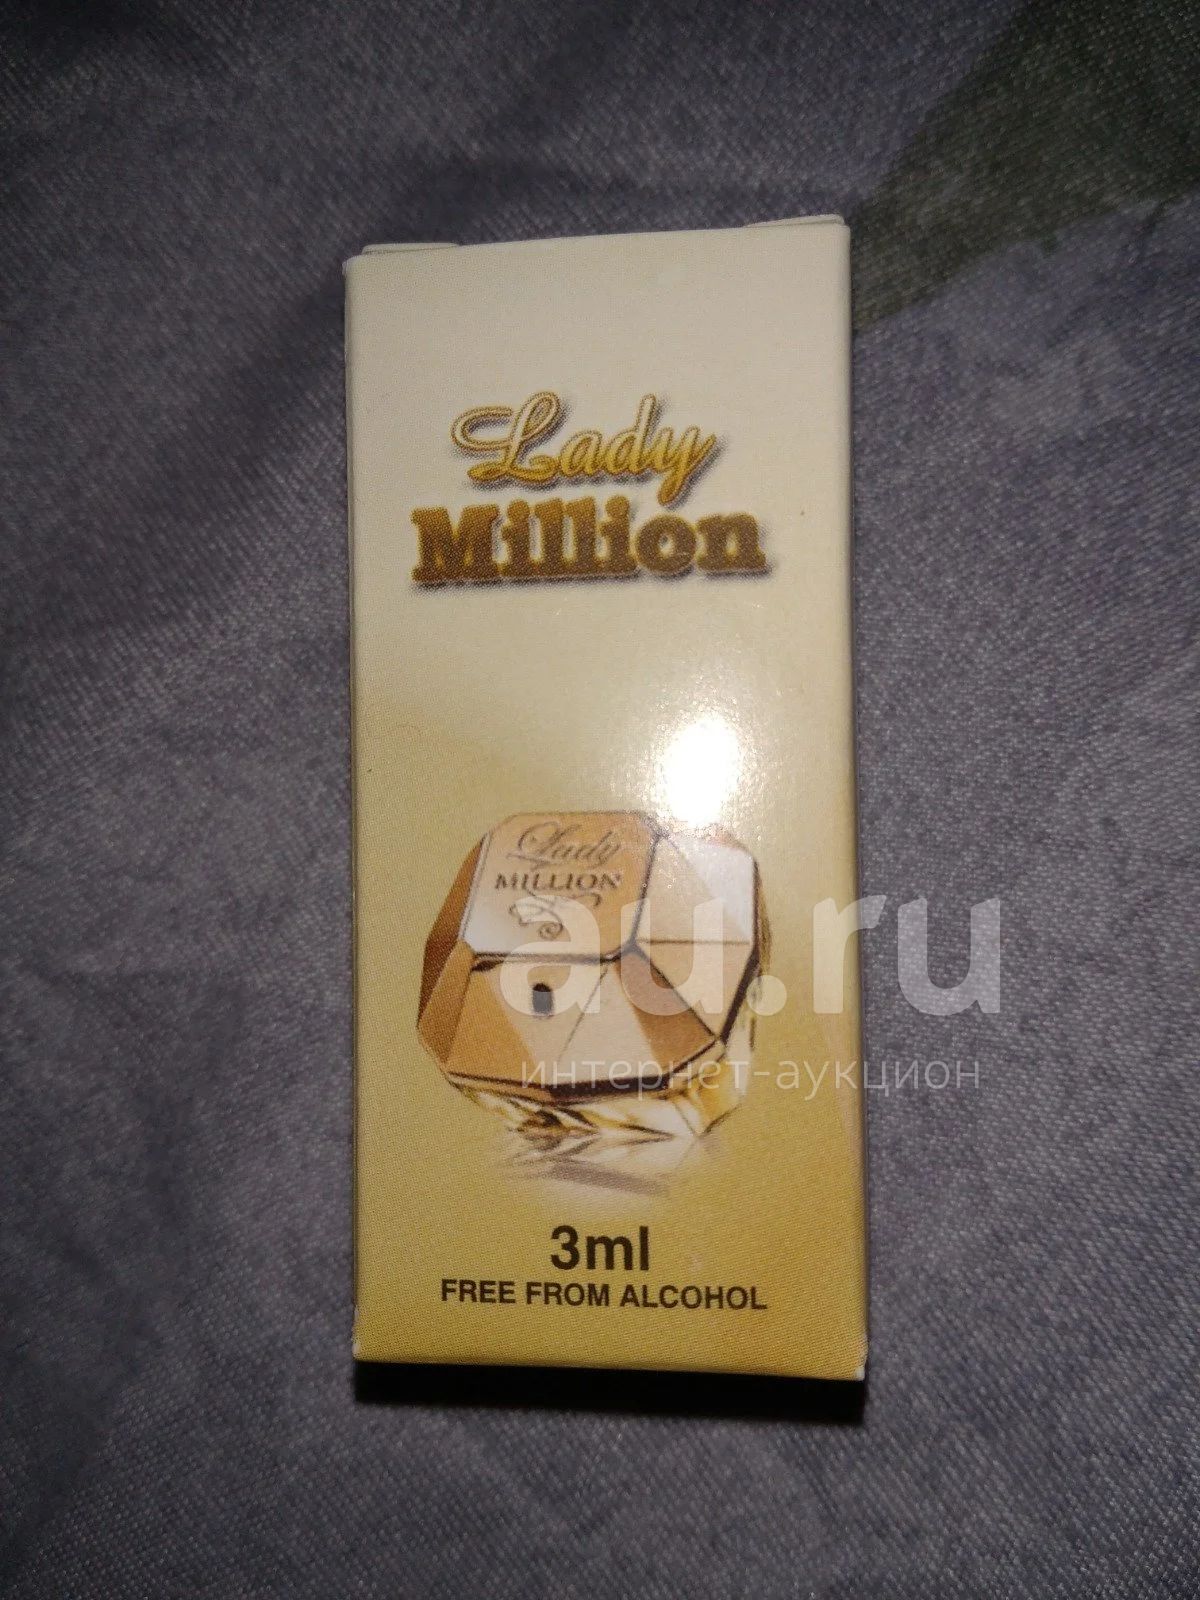 Lady
Million
Lady
MILLION
au.ru
интернет-аукцион
3ml
FREE FROM ALCOHOL